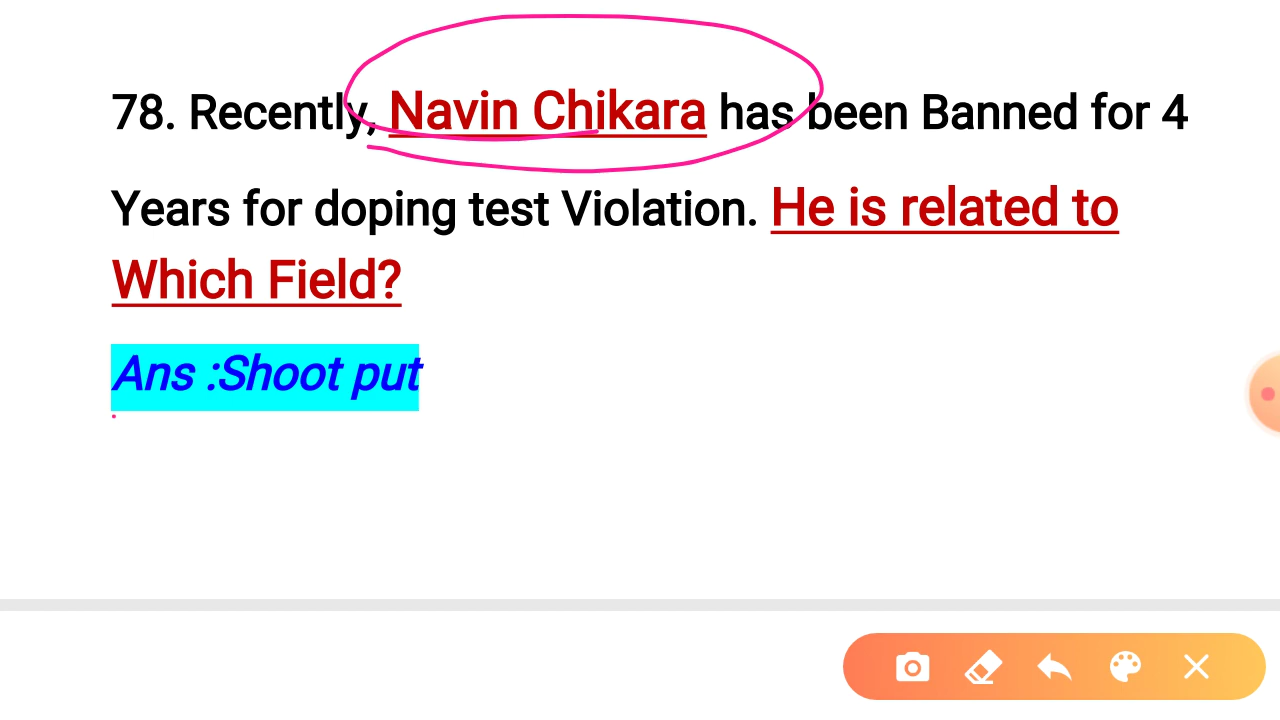 78. Recently, Navin Chikara has been Banned for 4
Years for doping test Violation. He is related to
Which Field?
Ans :Shoot put